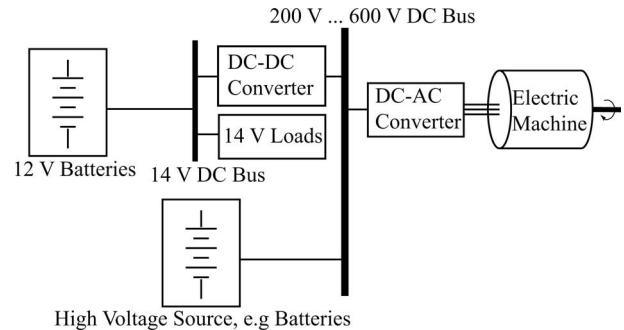 200 V ... 600 V DC Bus
DC-DC
Converter
14 V Loads
DC-AC
Converter
Electric
Machine
12 V Batteries
14 V DC Bus
High Voltage Source, e.g Batteries